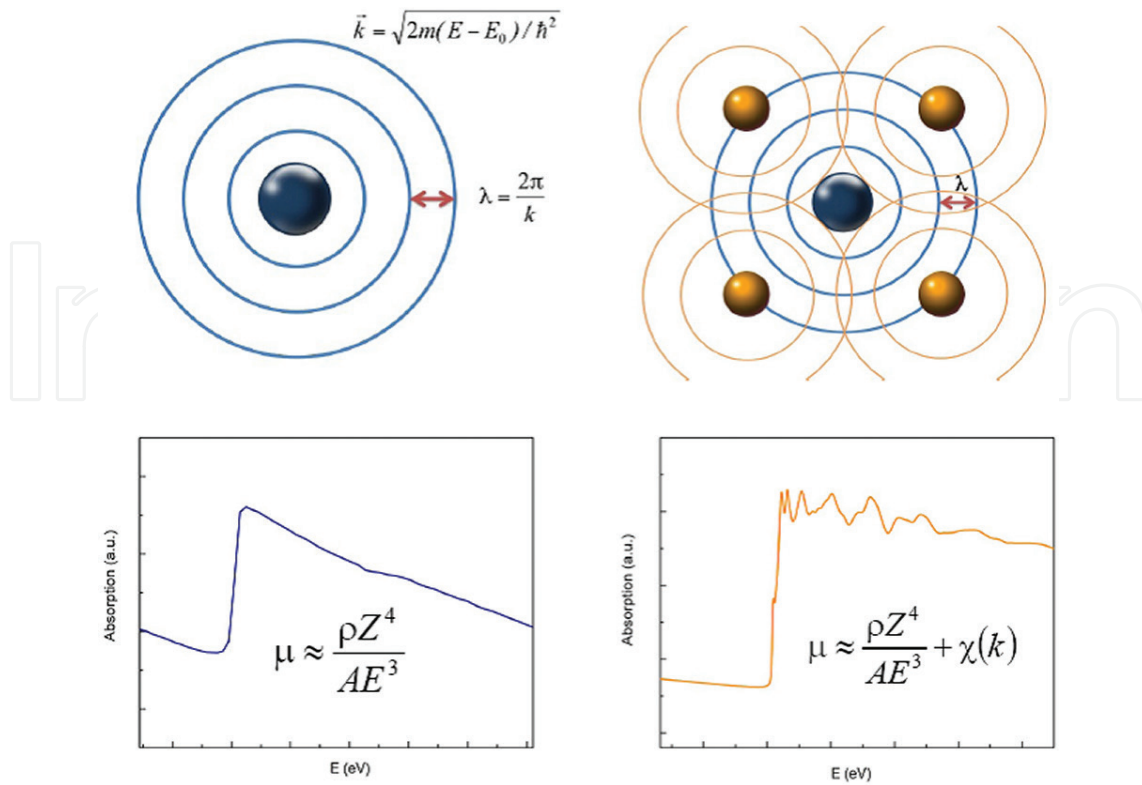 k⃗ = √2m(E − E₀) / ħ²
λ = 2π/k
λ
Absorption (a.u.)
μ ≈ ρZ⁴/AE³
E (eV)
Absorption (a.u.)
μ ≈ ρZ⁴/AE³ + χ(k)
E (eV)